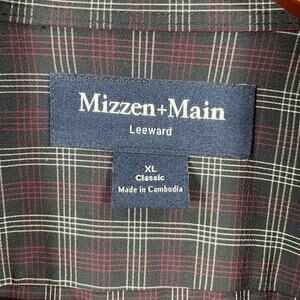 Mizzen+Main
Leeward
XL
Classic
Made in Cambodia